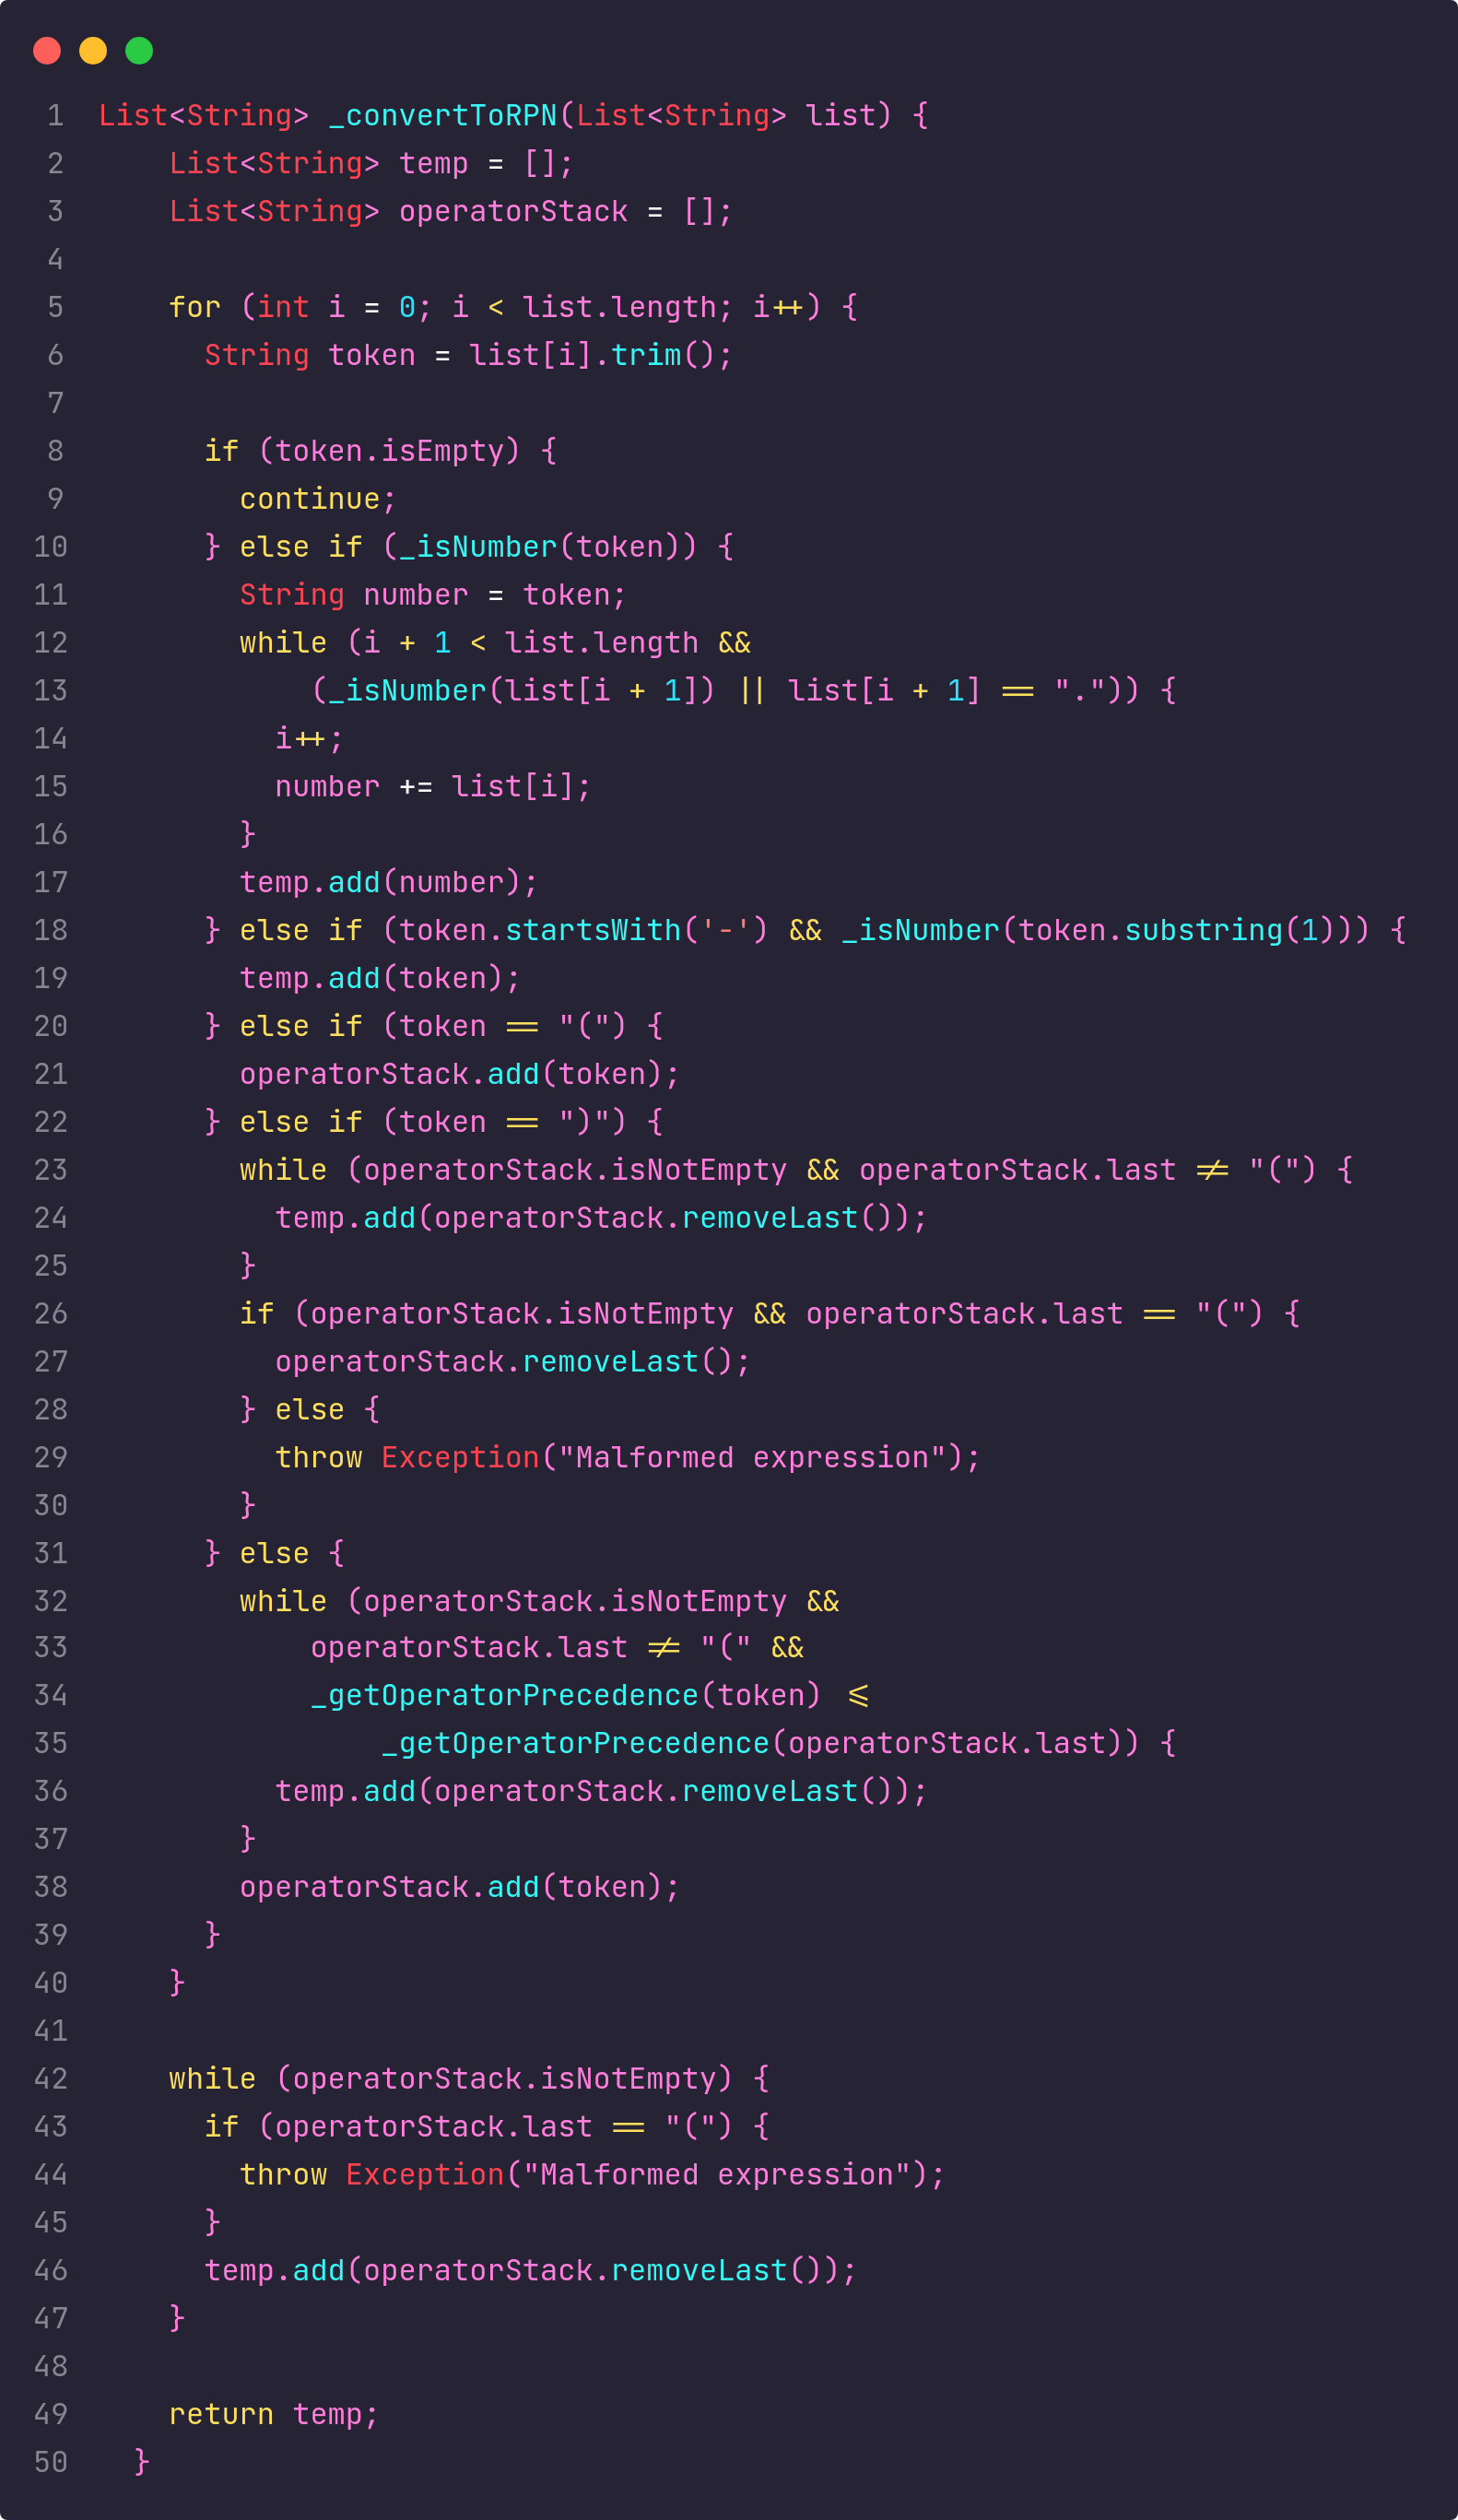 1 List<String> _convertToRPN(List<String> list) {
2     List<String> temp = [];
3     List<String> operatorStack = [];
4
5     for (int i = 0; i < list.length; i++) {
6       String token = list[i].trim();
7
8       if (token.isEmpty) {
9         continue;
10       } else if (_isNumber(token)) {
11         String number = token;
12         while (i + 1 < list.length &&
13             (_isNumber(list[i + 1]) || list[i + 1] == ".")) {
14           i++;
15           number += list[i];
16         }
17         temp.add(number);
18       } else if (token.startsWith('-') && _isNumber(token.substring(1))) {
19         temp.add(token);
20       } else if (token == "(") {
21         operatorStack.add(token);
22       } else if (token == ")") {
23         while (operatorStack.isNotEmpty && operatorStack.last != "(") {
24           temp.add(operatorStack.removeLast());
25         }
26         if (operatorStack.isNotEmpty && operatorStack.last == "(") {
27           operatorStack.removeLast();
28         } else {
29           throw Exception("Malformed expression");
30         }
31       } else {
32         while (operatorStack.isNotEmpty &&
33             operatorStack.last != "(" &&
34             _getOperatorPrecedence(token) <=
35                 _getOperatorPrecedence(operatorStack.last)) {
36           temp.add(operatorStack.removeLast());
37         }
38         operatorStack.add(token);
39       }
40     }
41
42     while (operatorStack.isNotEmpty) {
43       if (operatorStack.last == "(") {
44         throw Exception("Malformed expression");
45       }
46       temp.add(operatorStack.removeLast());
47     }
48
49     return temp;
50   }